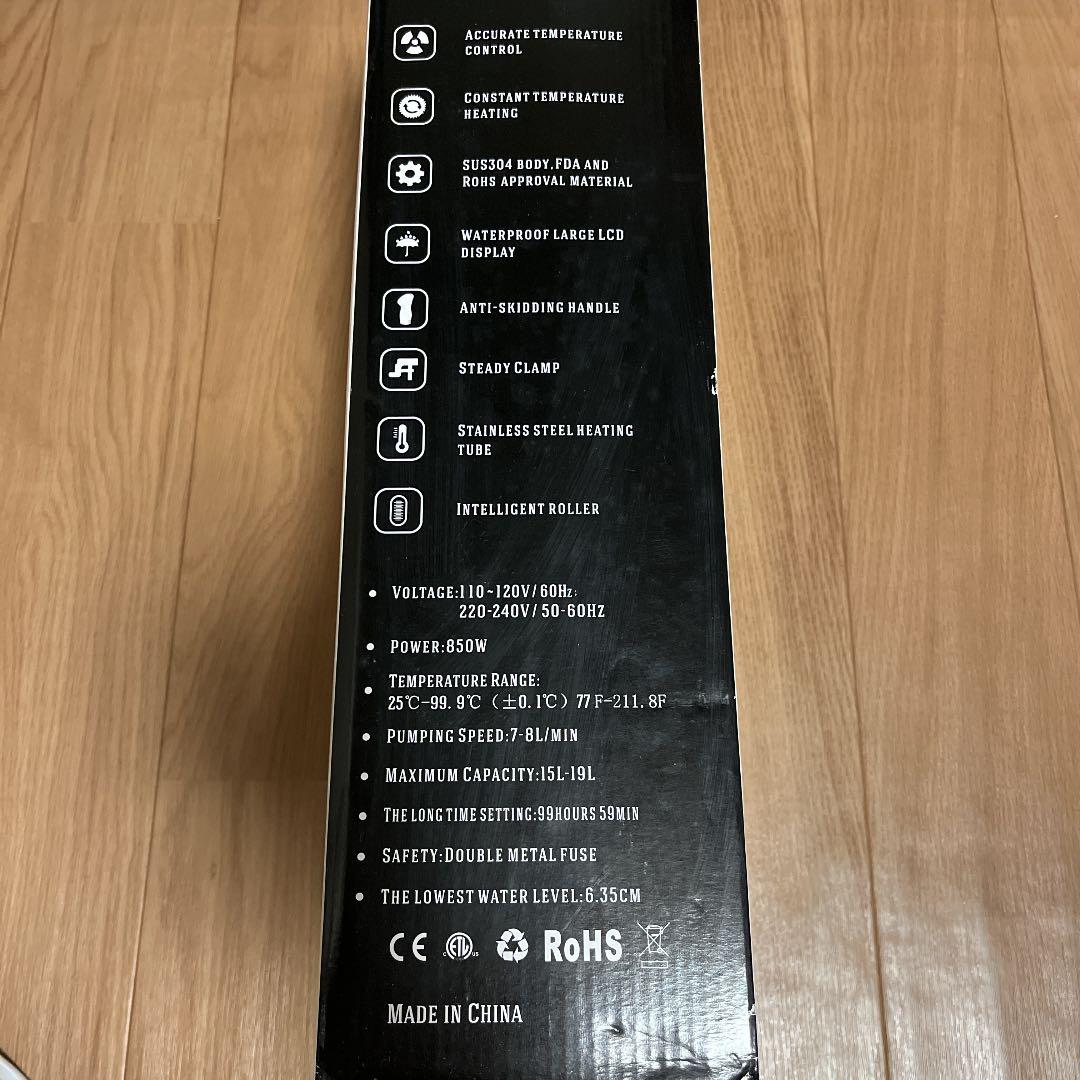 ACCURATE TEMPERATURE
CONTROL
CONSTANT TEMPERATURE
HEATING
SUS304 BODY,FDA AND
ROHS APPROVAL MATERIAL
WATERPROOF LARGE LCD
DISPLAY
ANTI-SKIDDING HANDLE
STEADY CLAMP
STAINLESS STEEL HEATING
TUBE
INTELLIGENT ROLLER
• VOLTAGE:110~120V/60Hz;
220-240V/50-60HZ
• POWER:850W
• TEMPERATURE RANGE:
25℃-99.9℃（±0.1℃）77F-211.8F
• PUMPING SPEED:7-8L/MIN
• MAXIMUM CAPACITY:15L-19L
• THE LONG TIME SETTING:99HOURS 59MIN
• SAFETY:DOUBLE METAL FUSE
• THE LOWEST WATER LEVEL:6.35CM
CE c ETL us RoHS
MADE IN CHINA